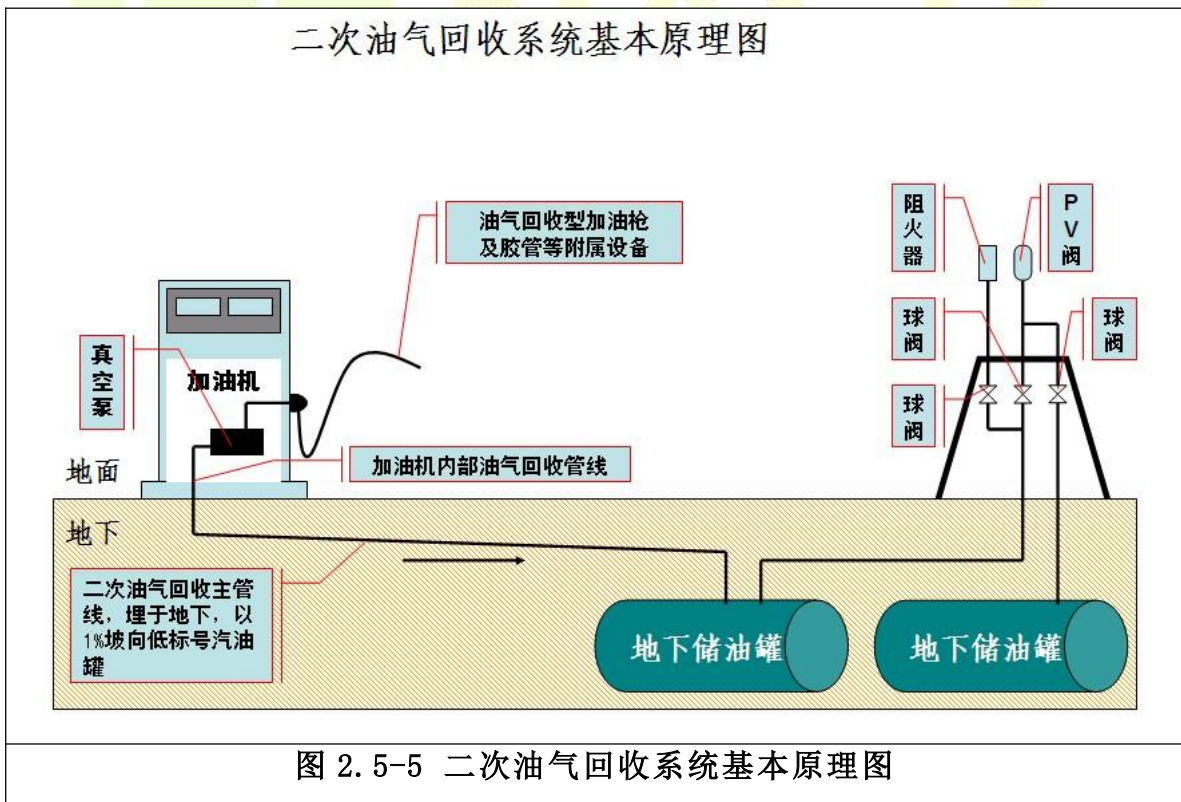 二次油气回收系统基本原理图
油气回收型加油枪
及胶管等附属设备
阻
火
器
P
V
阀
球
阀
球
阀
球
阀
真
空
泵
加油机
加油机内部油气回收管线
地面
地下
二次油气回收主管
线，埋于地下，以
1%坡向低标号汽油
罐
地下储油罐
地下储油罐
图 2.5-5 二次油气回收系统基本原理图